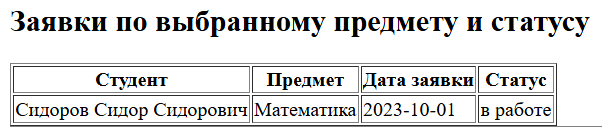 Заявки по выбранному предмету и статусу
Студент Предмет Дата заявки Статус
Сидоров Сидор Сидорович Математика 2023-10-01 в работе